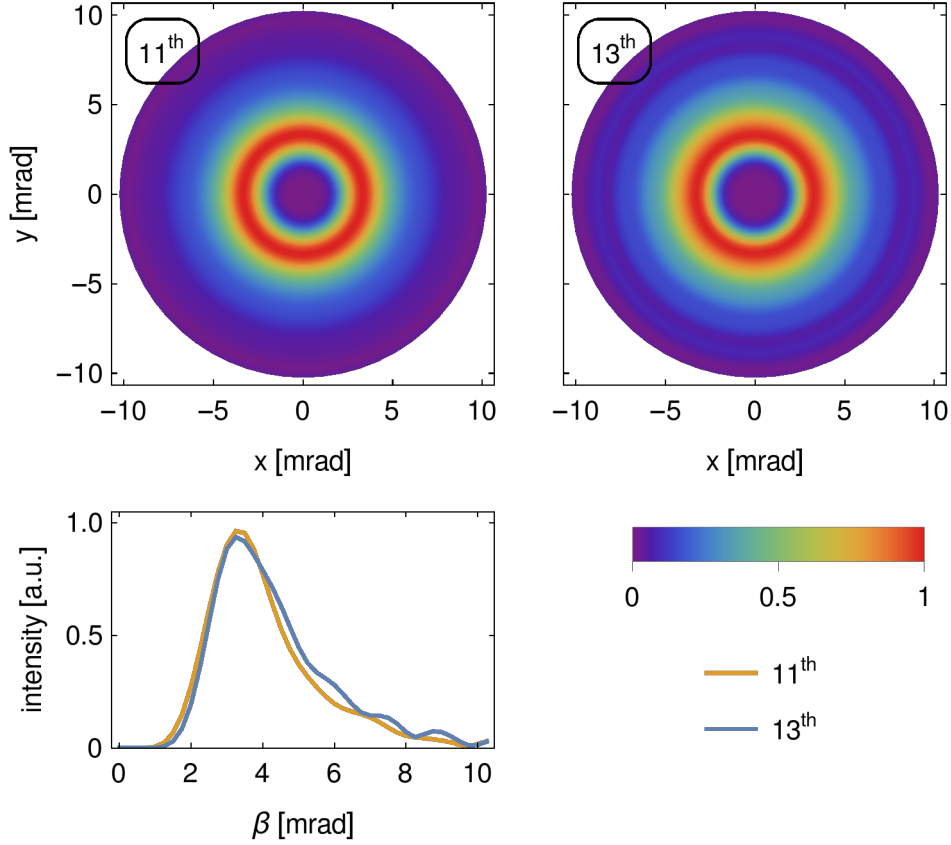 11th
13th
10
5
0
−5
−10
y [mrad]
−10 −5 0 5 10
−10 −5 0 5 10
x [mrad]
x [mrad]
1.0
0.5
0
intensity [a.u.]
0 2 4 6 8 10
β [mrad]
0 0.5 1
11th
13th